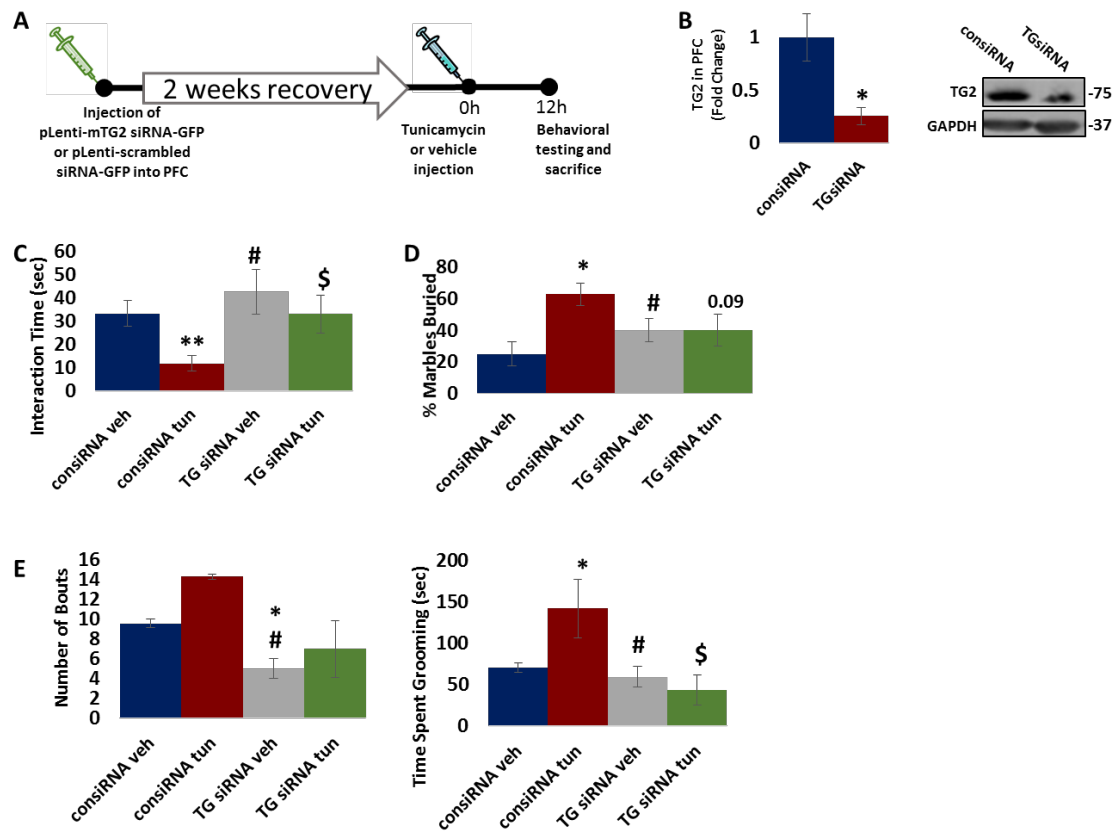 A
2 weeks recovery
0h
12h
Injection of
pLenti-mTG2 siRNA-GFP
or pLenti-scrambled
siRNA-GFP into PFC
Tunicamycin
or vehicle
injection
Behavioral
testing and
sacrifice
B
TG2 in PFC
(Fold Change)
1
0.5
0
*
consiRNA
TGsiRNA
consiRNA
TGsiRNA
TG2
-75
GAPDH
-37
C
Interaction Time (sec)
60
50
40
30
20
10
0
**
#
$
consiRNA veh
consiRNA tun
TG siRNA veh
TG siRNA tun
D
% Marbles Buried
80
60
40
20
0
*
#
0.09
consiRNA veh
consiRNA tun
TG siRNA veh
TG siRNA tun
E
Number of Bouts
16
14
12
10
8
6
4
2
0
*
#
consiRNA veh
consiRNA tun
TG siRNA veh
TG siRNA tun
Time Spent Grooming (sec)
200
150
100
50
0
*
#
$
consiRNA veh
consiRNA tun
TG siRNA veh
TG siRNA tun